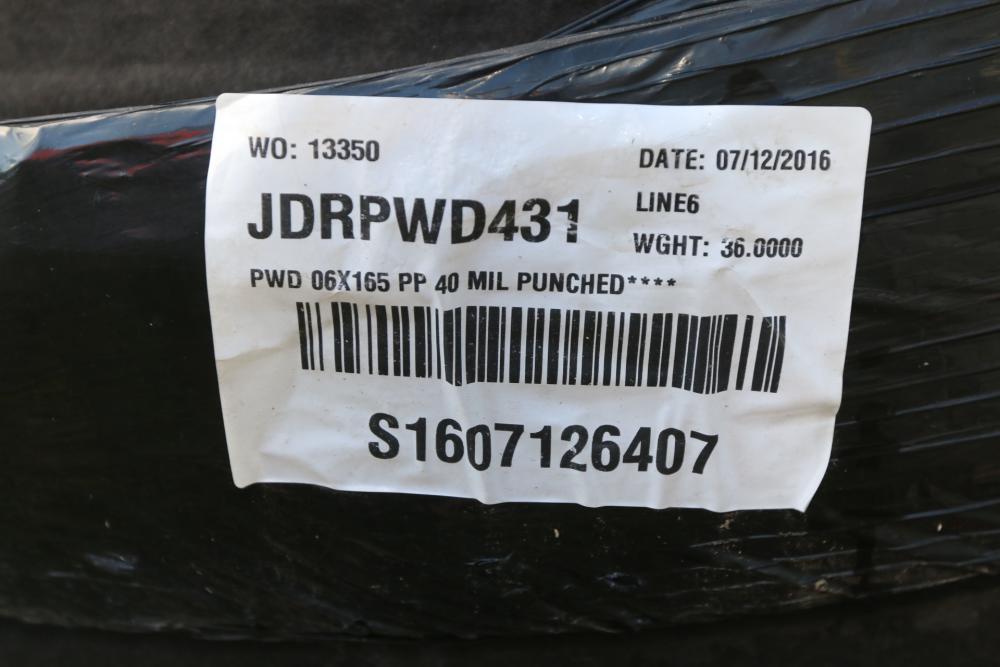 WO: 13350
DATE: 07/12/2016
JDRPWD431
LINE6
WGHT: 36.0000
PWD 06X165 PP 40 MIL PUNCHED****
S1607126407